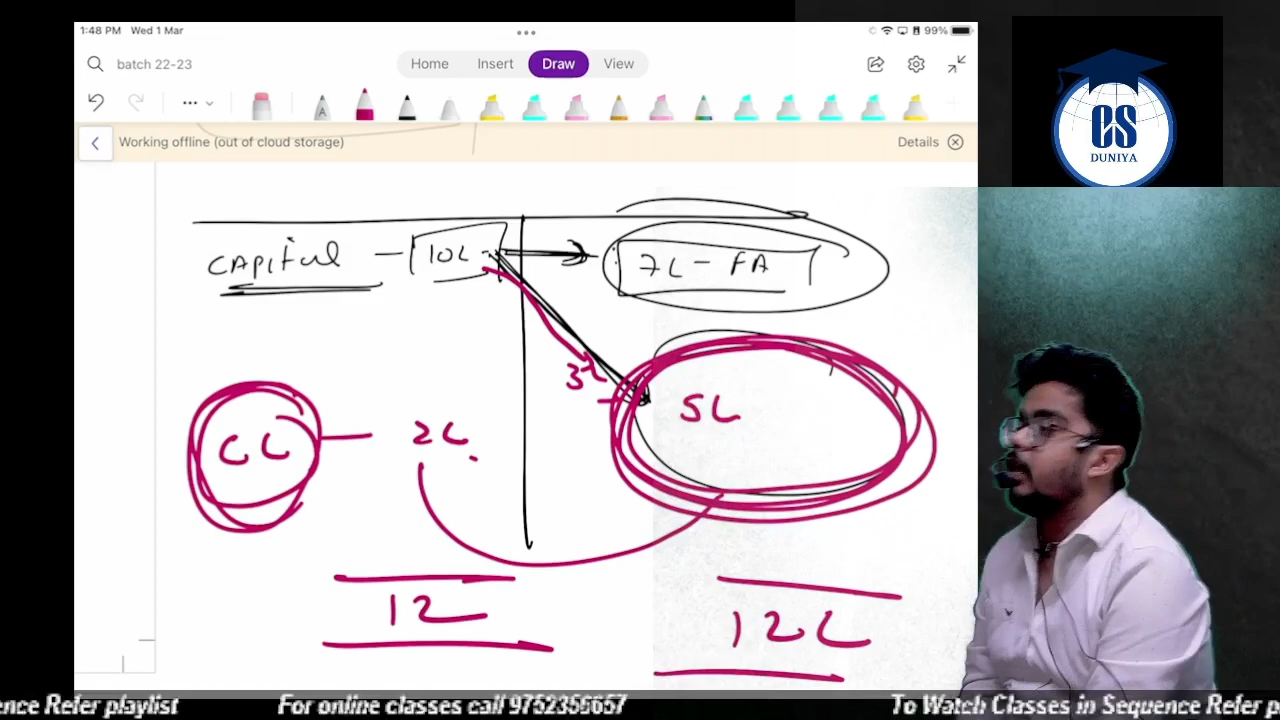 1:48 PM Wed 1 Mar
99%
batch 22-23
Home Insert Draw View
Working offline (out of cloud storage)
Details
CS
DUNIYA
CAPital - 10L
7L - FA
3L
5L
CL - 2L
12
12L
ence Refer playlist
For online classes call 9752356657
To Watch Classes in Sequence Refer p